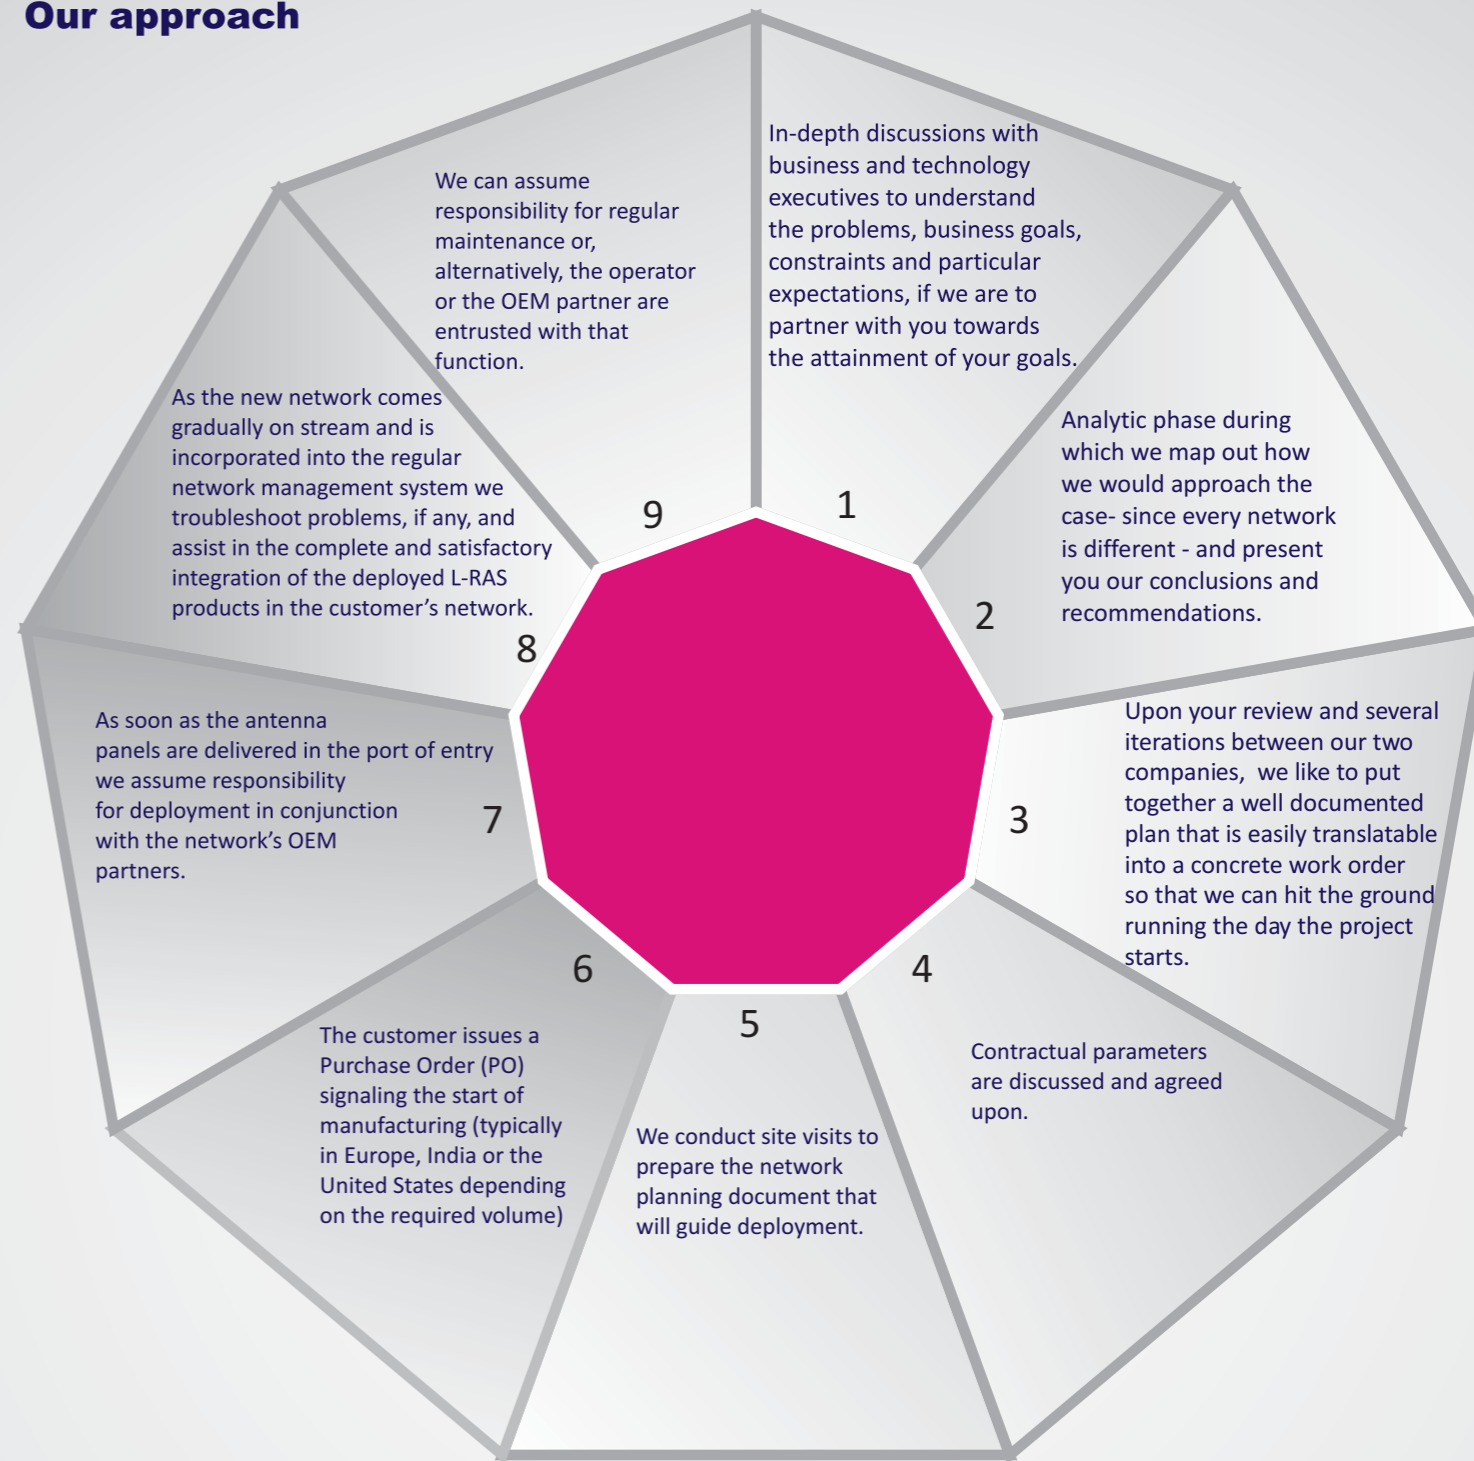 Our approach
In-depth discussions with
business and technology
executives to understand
the problems, business goals,
constraints and particular
expectations, if we are to
partner with you towards
the attainment of your goals.
1
Analytic phase during
which we map out how
we would approach the
case- since every network
is different - and present
you our conclusions and
recommendations.
2
Upon your review and several
iterations between our two
companies,  we like to put
together a well documented
plan that is easily translatable
into a concrete work order
so that we can hit the ground
running the day the project
starts.
3
Contractual parameters
are discussed and agreed
upon.
4
We conduct site visits to
prepare the network
planning document that
will guide deployment.
5
The customer issues a
Purchase Order (PO)
signaling the start of
manufacturing (typically
in Europe, India or the
United States depending
on the required volume)
6
As soon as the antenna
panels are delivered in the port of entry
we assume responsibility
for deployment in conjunction
with the network’s OEM
partners.
7
As the new network comes
gradually on stream and is
incorporated into the regular
network management system we
troubleshoot problems, if any, and
assist in the complete and satisfactory
integration of the deployed L-RAS
products in the customer’s network.
8
We can assume
responsibility for regular
maintenance or,
alternatively, the operator
or the OEM partner are
entrusted with that
function.
9